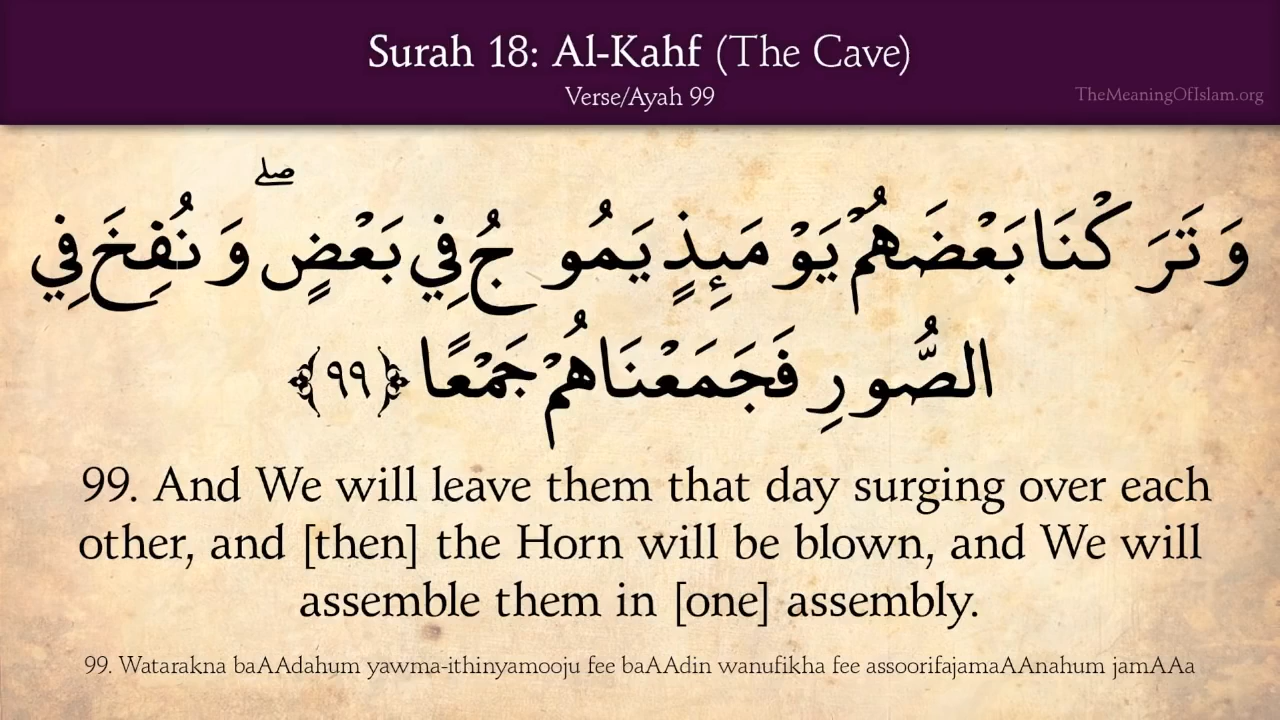 Surah 18: Al-Kahf (The Cave)
Verse/Ayah 99
TheMeaningOfIslam.org
وَتَرَكْنَا بَعْضَهُمْ يَوْمَئِذٍ يَمُوجُ فِي بَعْضٍ ۖ وَنُفِخَ فِي
الصُّورِ فَجَمَعْنَاهُمْ جَمْعًا ﴿٩٩﴾
99. And We will leave them that day surging over each
other, and [then] the Horn will be blown, and We will
assemble them in [one] assembly.
99. Watarakna baAAdahum yawma-ithinyamooju fee baAAdin wanufikha fee assoorifajamaAAnahum jamAAa